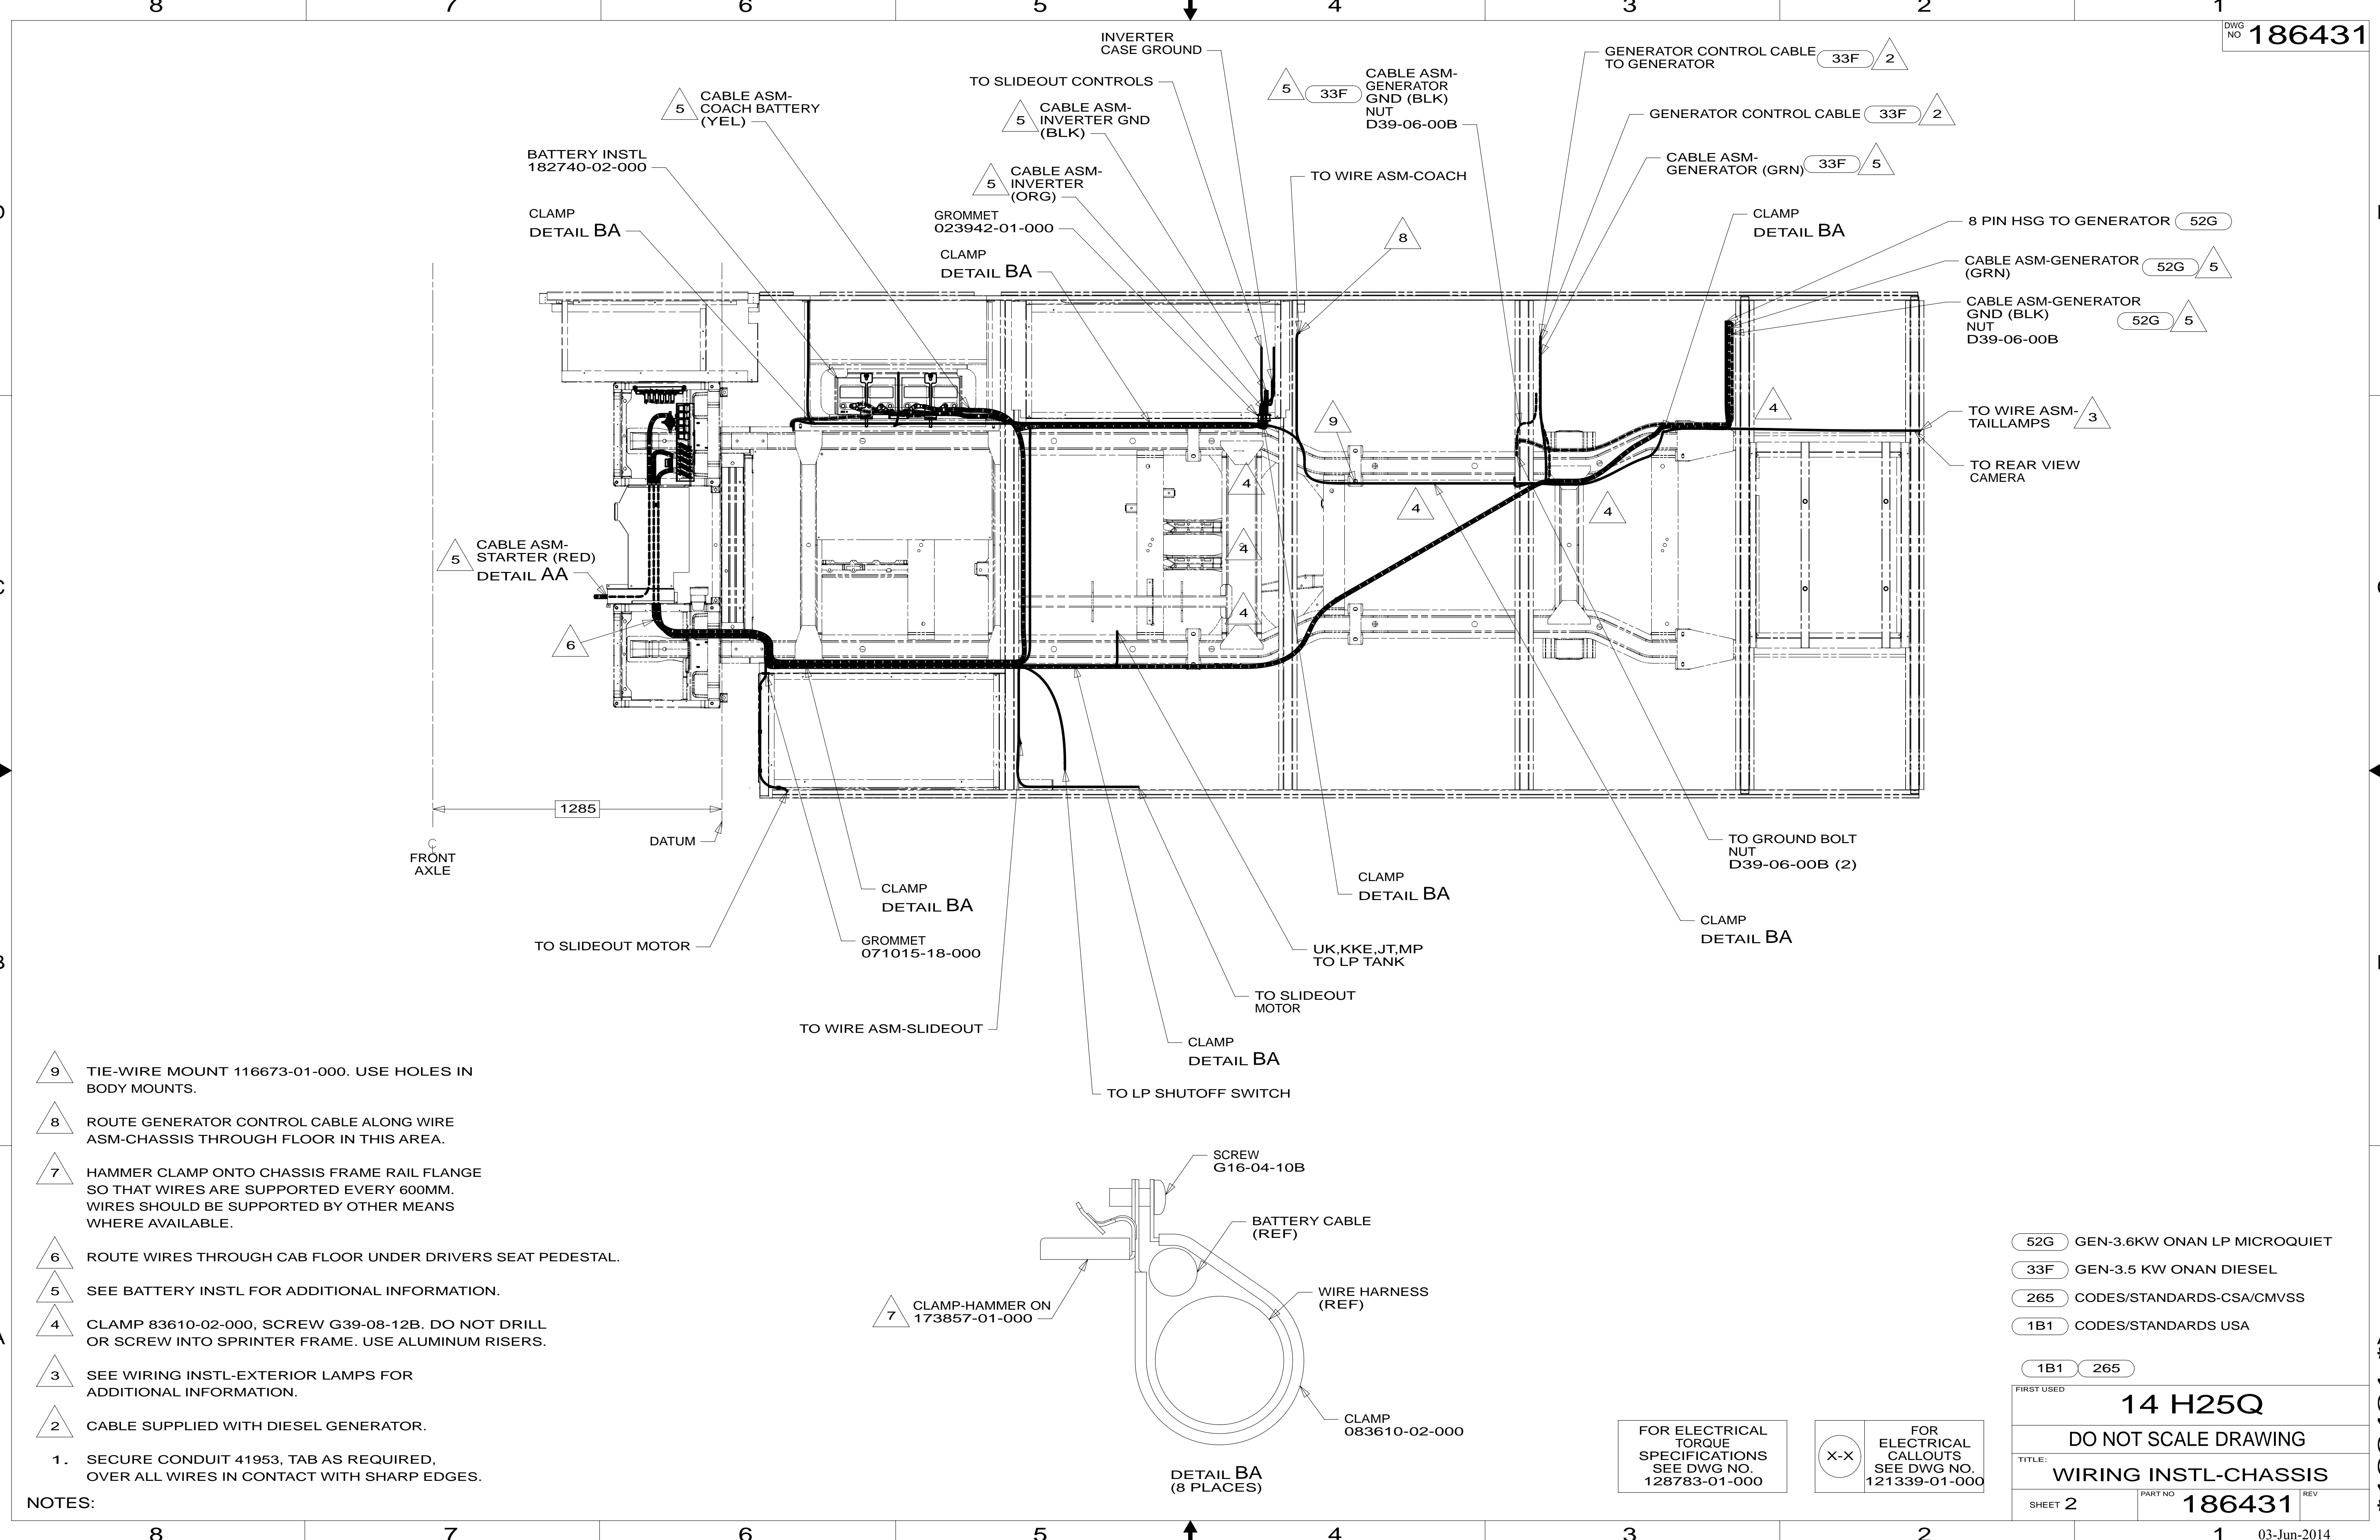 8 7 6 5 4 3 2 1
DWG
NO 186431
INVERTER
CASE GROUND
TO SLIDEOUT CONTROLS
5 CABLE ASM-
COACH BATTERY
(YEL)
5 CABLE ASM-
INVERTER GND
(BLK)
5 33F CABLE ASM-
GENERATOR
GND (BLK)
NUT
D39-06-00B
GENERATOR CONTROL CABLE 33F 2
TO GENERATOR
GENERATOR CONTROL CABLE 33F 2
CABLE ASM-
GENERATOR (GRN) 33F 5
BATTERY INSTL
182740-02-000
5 CABLE ASM-
INVERTER
(ORG)
TO WIRE ASM-COACH
CLAMP
DETAIL BA
GROMMET
023942-01-000
CLAMP
DETAIL BA
8
CLAMP
DETAIL BA
8 PIN HSG TO GENERATOR 52G
CABLE ASM-GENERATOR
(GRN) 52G 5
CABLE ASM-GENERATOR
GND (BLK)
NUT
D39-06-00B 52G 5
9
4
TO WIRE ASM-
TAILLAMPS 3
TO REAR VIEW
CAMERA
4
4
4
4
4
5 CABLE ASM-
STARTER (RED)
DETAIL AA
6
1285
DATUM
FRONT
AXLE
TO GROUND BOLT
NUT
D39-06-00B (2)
CLAMP
DETAIL BA
CLAMP
DETAIL BA
CLAMP
DETAIL BA
TO SLIDEOUT MOTOR
GROMMET
071015-18-000
UK,KKE,JT,MP
TO LP TANK
TO SLIDEOUT
MOTOR
TO WIRE ASM-SLIDEOUT
CLAMP
DETAIL BA
TO LP SHUTOFF SWITCH
9 TIE-WIRE MOUNT 116673-01-000. USE HOLES IN
BODY MOUNTS.
8 ROUTE GENERATOR CONTROL CABLE ALONG WIRE
ASM-CHASSIS THROUGH FLOOR IN THIS AREA.
7 HAMMER CLAMP ONTO CHASSIS FRAME RAIL FLANGE
SO THAT WIRES ARE SUPPORTED EVERY 600MM.
WIRES SHOULD BE SUPPORTED BY OTHER MEANS
WHERE AVAILABLE.
6 ROUTE WIRES THROUGH CAB FLOOR UNDER DRIVERS SEAT PEDESTAL.
5 SEE BATTERY INSTL FOR ADDITIONAL INFORMATION.
4 CLAMP 83610-02-000, SCREW G39-08-12B. DO NOT DRILL
OR SCREW INTO SPRINTER FRAME. USE ALUMINUM RISERS.
3 SEE WIRING INSTL-EXTERIOR LAMPS FOR
ADDITIONAL INFORMATION.
2 CABLE SUPPLIED WITH DIESEL GENERATOR.
1. SECURE CONDUIT 41953, TAB AS REQUIRED,
OVER ALL WIRES IN CONTACT WITH SHARP EDGES.
NOTES:
SCREW
G16-04-10B
BATTERY CABLE
(REF)
WIRE HARNESS
(REF)
7 CLAMP-HAMMER ON
173857-01-000
CLAMP
083610-02-000
DETAIL BA
(8 PLACES)
FOR ELECTRICAL
TORQUE
SPECIFICATIONS
SEE DWG NO.
128783-01-000
X-X
FOR
ELECTRICAL
CALLOUTS
SEE DWG NO.
121339-01-000
52G GEN-3.6KW ONAN LP MICROQUIET
33F GEN-3.5 KW ONAN DIESEL
265 CODES/STANDARDS-CSA/CMVSS
1B1 CODES/STANDARDS USA
1B1 265
FIRST USED
14 H25Q
DO NOT SCALE DRAWING
TITLE:
WIRING INSTL-CHASSIS
SHEET 2 PART NO 186431 REV
8 7 6 5 4 3 2 1
03-Jun-2014